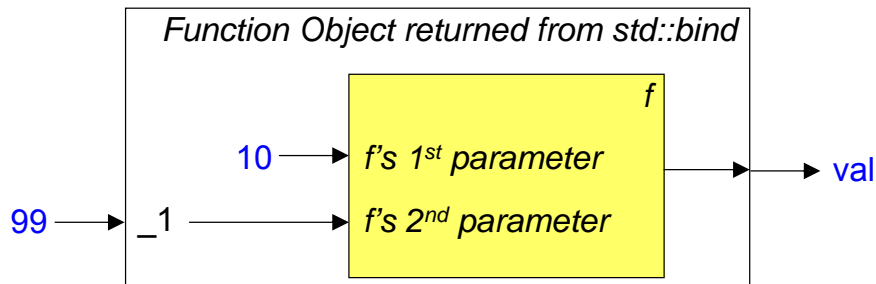 Function Object returned from std::bind
f
10 f's 1st parameter
val
99 _1 f's 2nd parameter